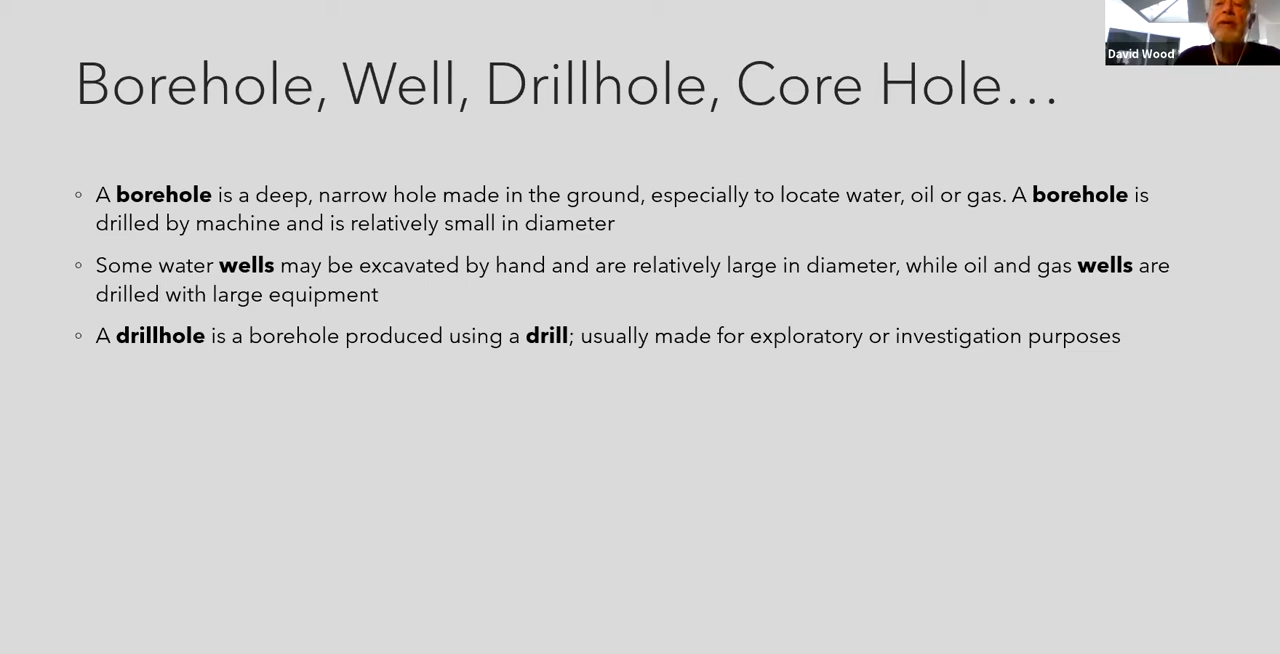 David Wood
Borehole, Well, Drillhole, Core Hole…
◦ A borehole is a deep, narrow hole made in the ground, especially to locate water, oil or gas. A borehole is
drilled by machine and is relatively small in diameter
◦ Some water wells may be excavated by hand and are relatively large in diameter, while oil and gas wells are
drilled with large equipment
◦ A drillhole is a borehole produced using a drill; usually made for exploratory or investigation purposes